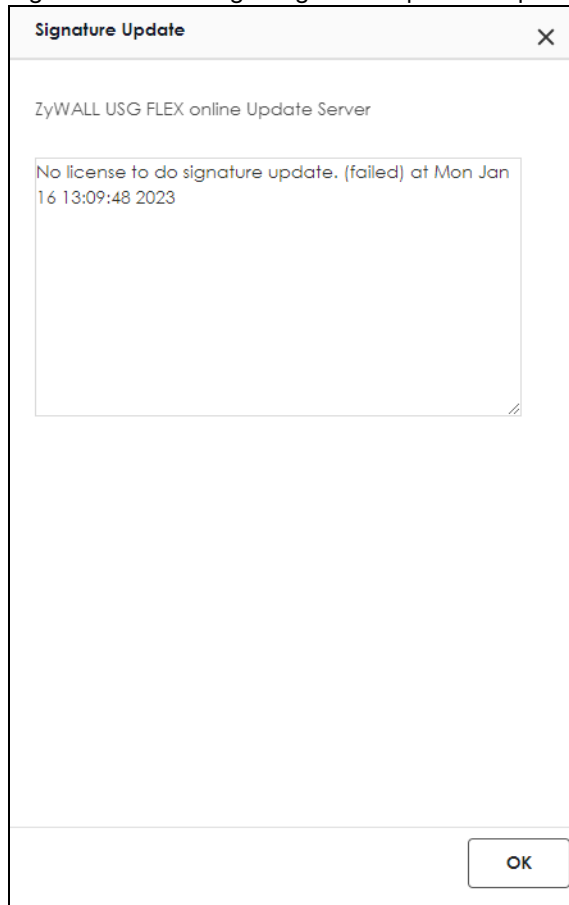 Signature Update
ZyWALL USG FLEX online Update Server
No license to do signature update. (failed) at Mon Jan
16 13:09:48 2023
OK